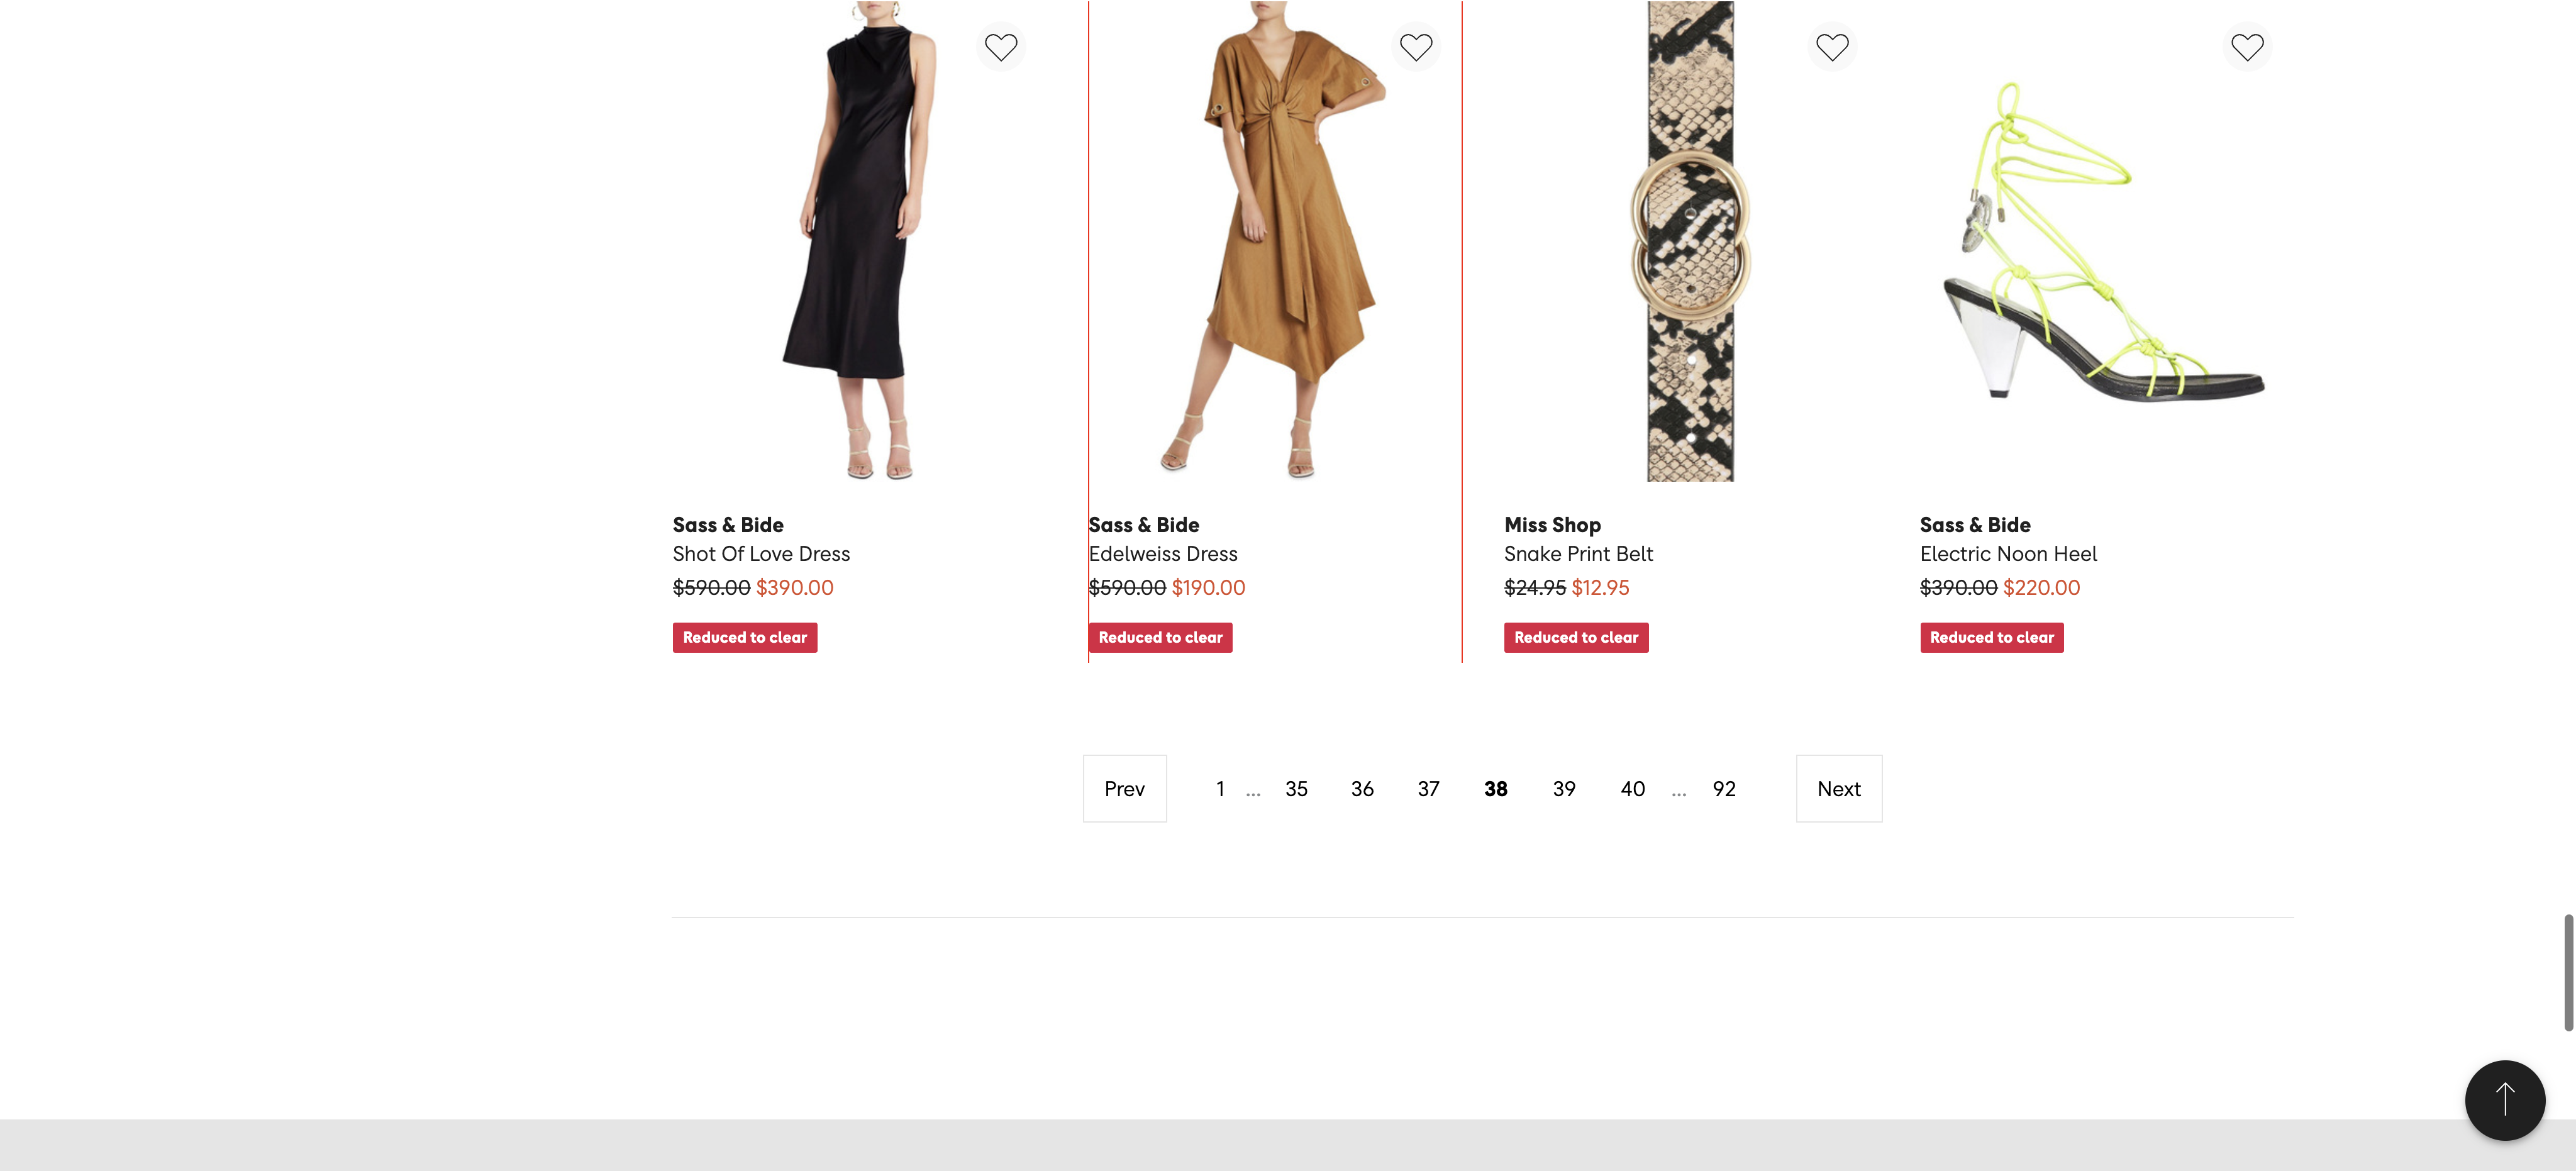 Sass & Bide
Shot Of Love Dress
$590.00 $390.00
Reduced to clear
Sass & Bide
Edelweiss Dress
$590.00 $190.00
Reduced to clear
Miss Shop
Snake Print Belt
$24.95 $12.95
Reduced to clear
Sass & Bide
Electric Noon Heel
$390.00 $220.00
Reduced to clear
Prev 1 ... 35 36 37 38 39 40 ... 92 Next